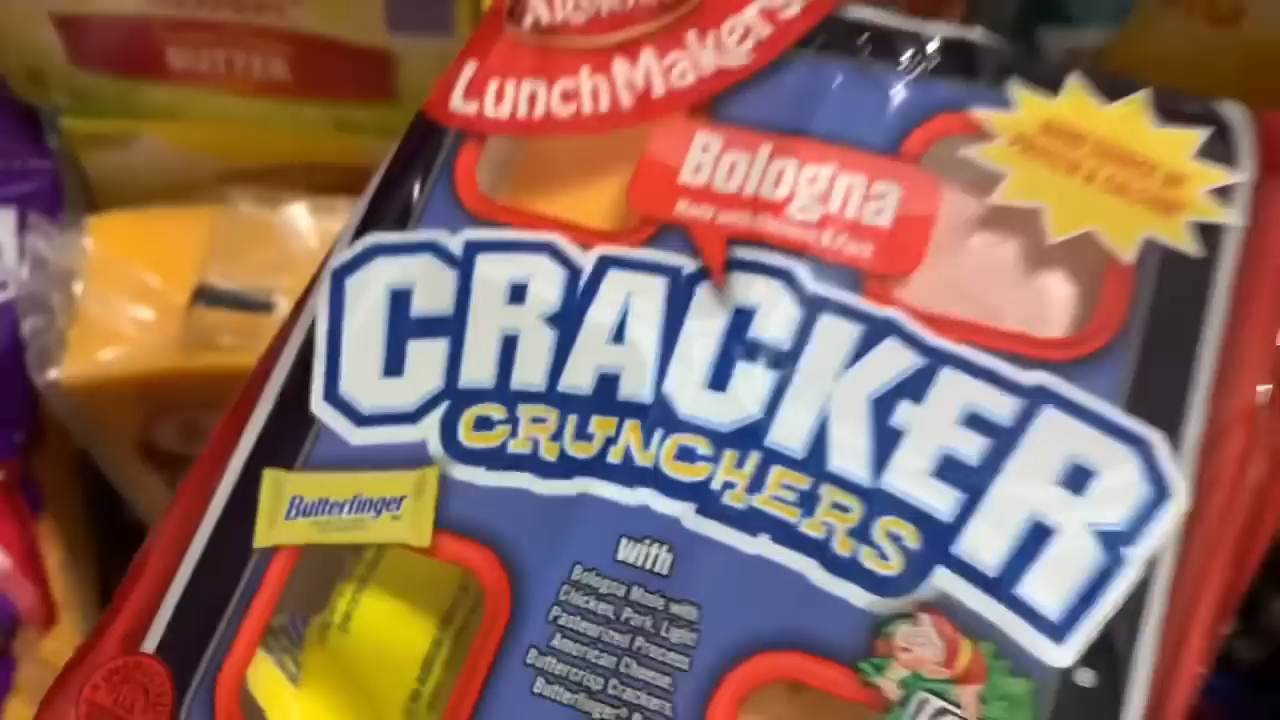 BUTTER
LunchMakers
Bologna
CRACKER
CRUNCHERS
Butterfinger
with
Bologna Made with
Chicken, Pork, Light
Pasteurized Process
American Cheese,
Buttercrisp Crackers,
Butterfinger®